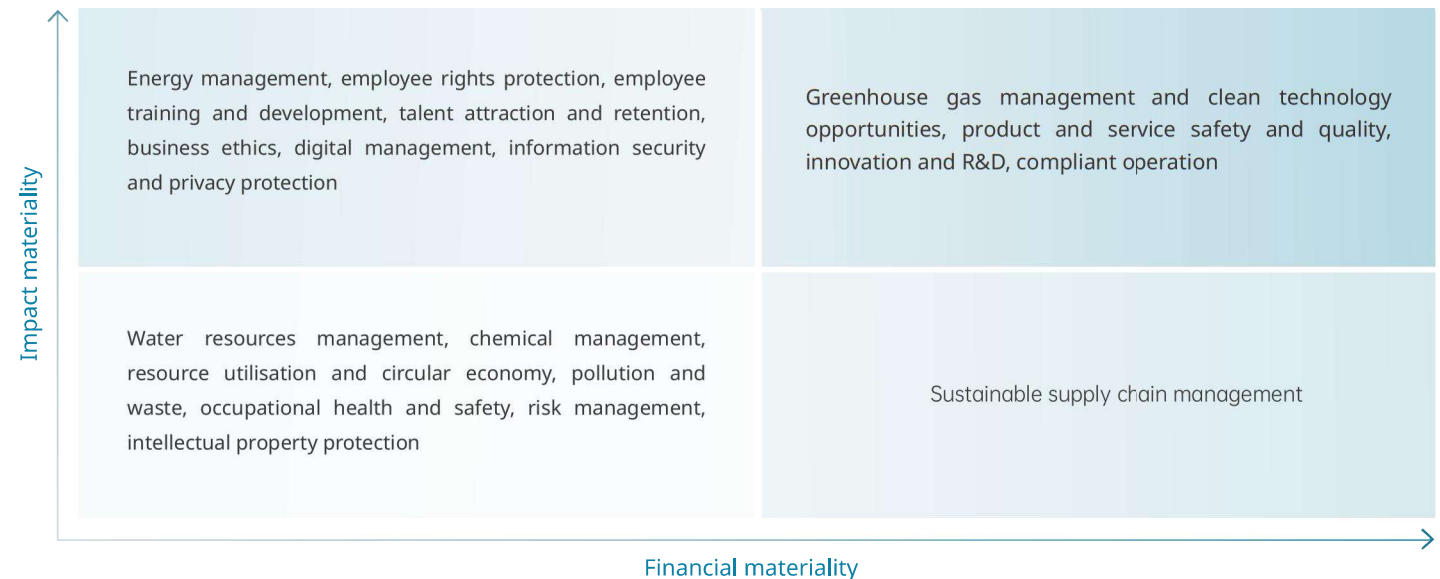 Impact materiality
Energy management, employee rights protection, employee
training and development, talent attraction and retention,
business ethics, digital management, information security
and privacy protection
Greenhouse gas management and clean technology
opportunities, product and service safety and quality,
innovation and R&D, compliant operation
Water resources management, chemical management,
resource utilisation and circular economy, pollution and
waste, occupational health and safety, risk management,
intellectual property protection
Sustainable supply chain management
Financial materiality